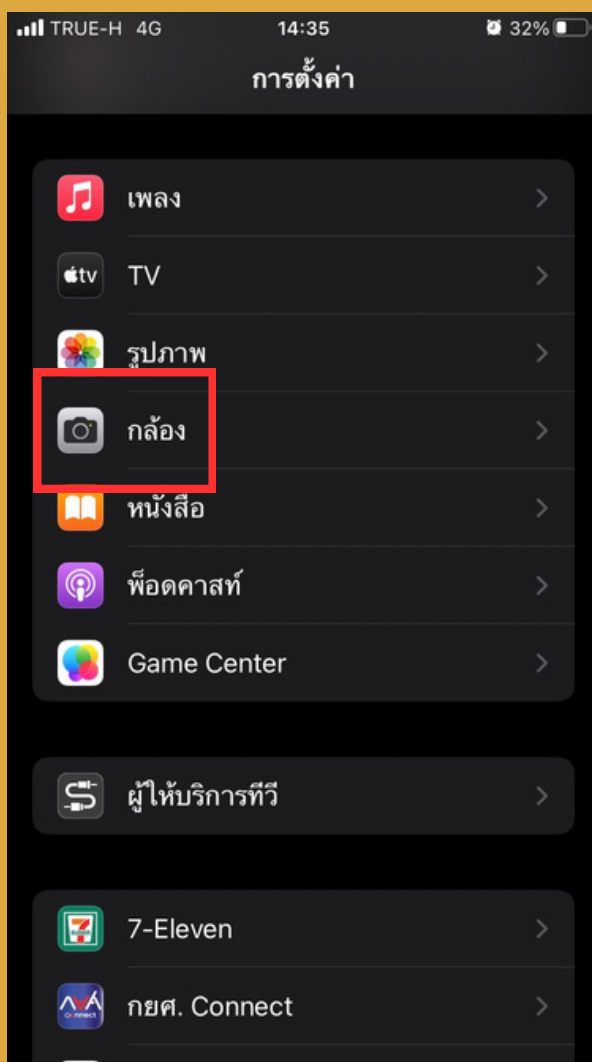 TRUE-H 4G 14:35 32%
การตั้งค่า
เพลง
tv TV
รูปภาพ
กล้อง
หนังสือ
พ็อดคาสท์
Game Center
ผู้ให้บริการทีวี
7-Eleven
กยศ. Connect